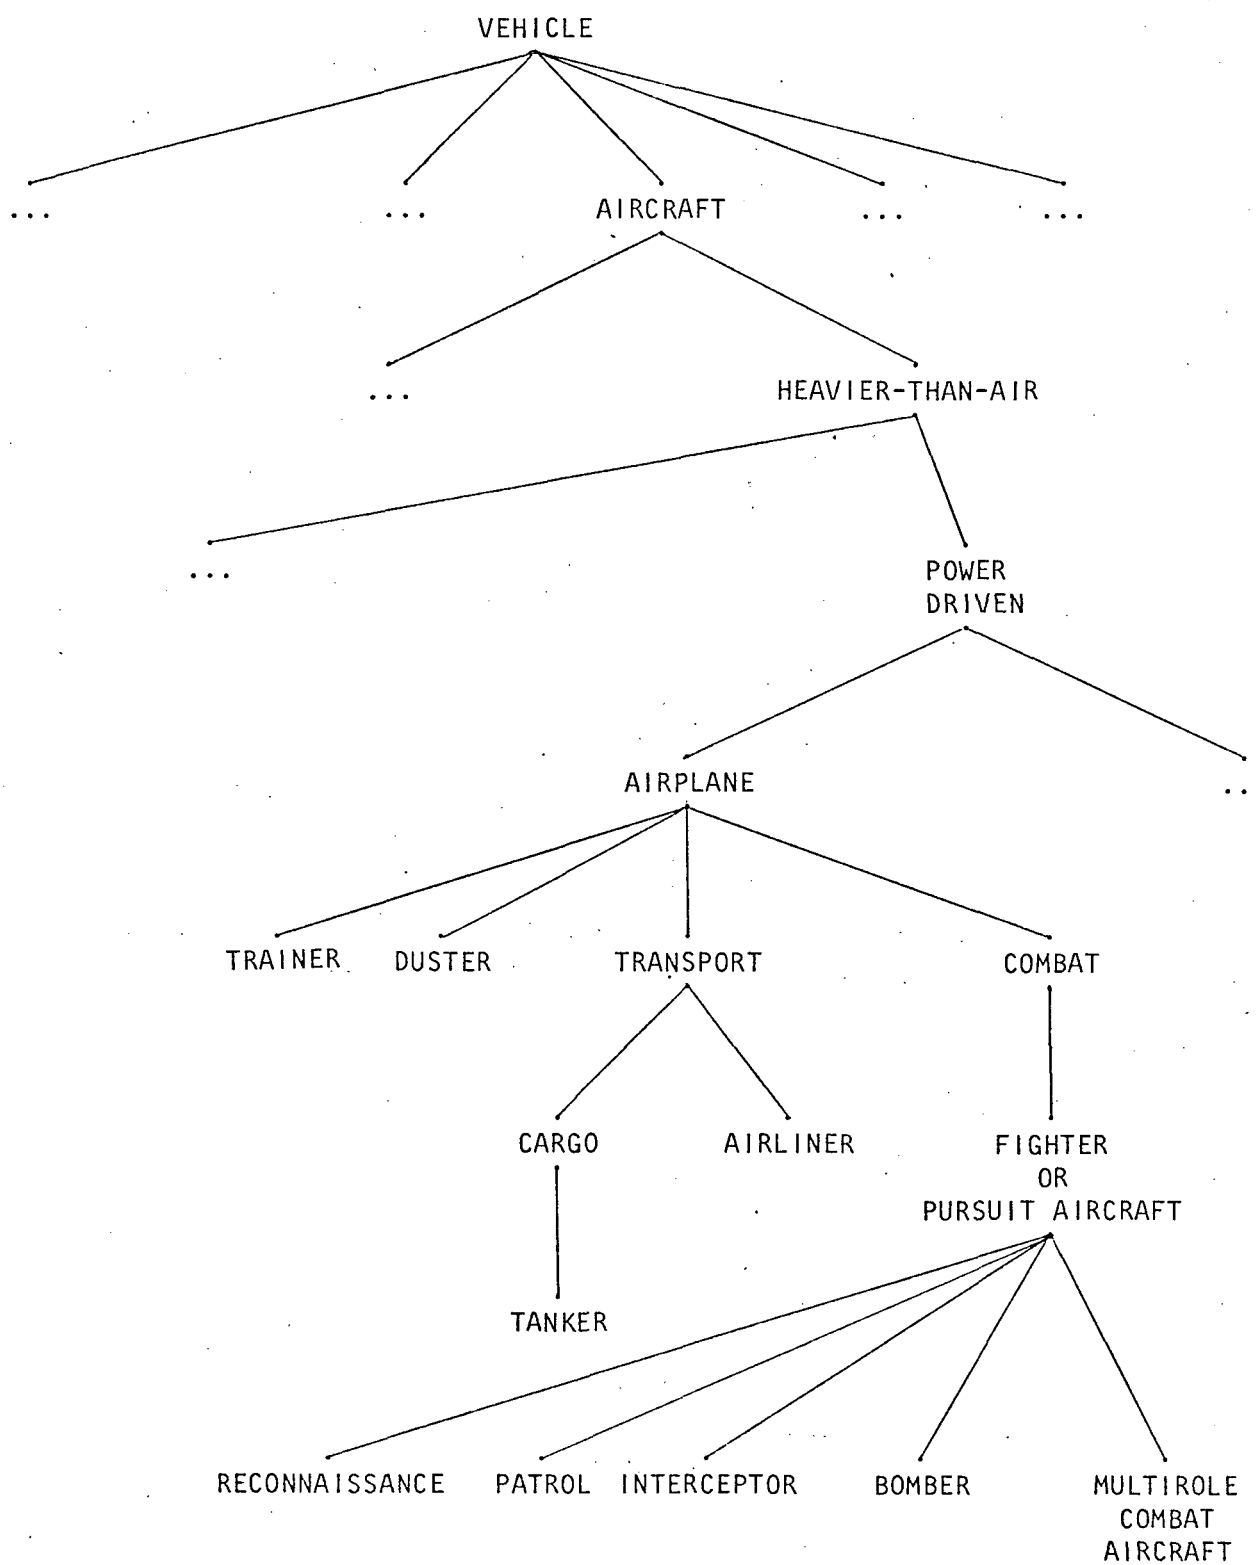 VEHICLE
... ... AIRCRAFT ... ...
... HEAVIER-THAN-AIR
...
POWER
DRIVEN
AIRPLANE ..
TRAINER DUSTER TRANSPORT COMBAT
CARGO AIRLINER FIGHTER
OR
PURSUIT AIRCRAFT
TANKER
RECONNAISSANCE PATROL INTERCEPTOR BOMBER MULTIROLE
COMBAT
AIRCRAFT